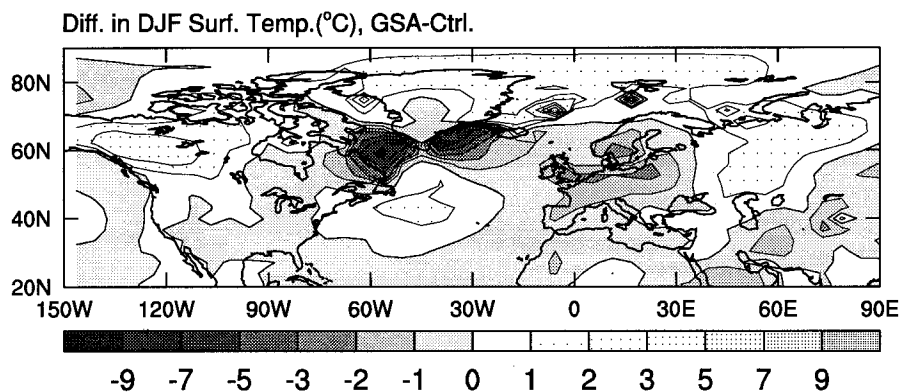 Diff. in DJF Surf. Temp.(°C), GSA-Ctrl.
80N
60N
40N
20N
150W 120W 90W 60W 30W 0 30E 60E 90E
-9 -7 -5 -3 -2 -1 0 1 2 3 5 7 9